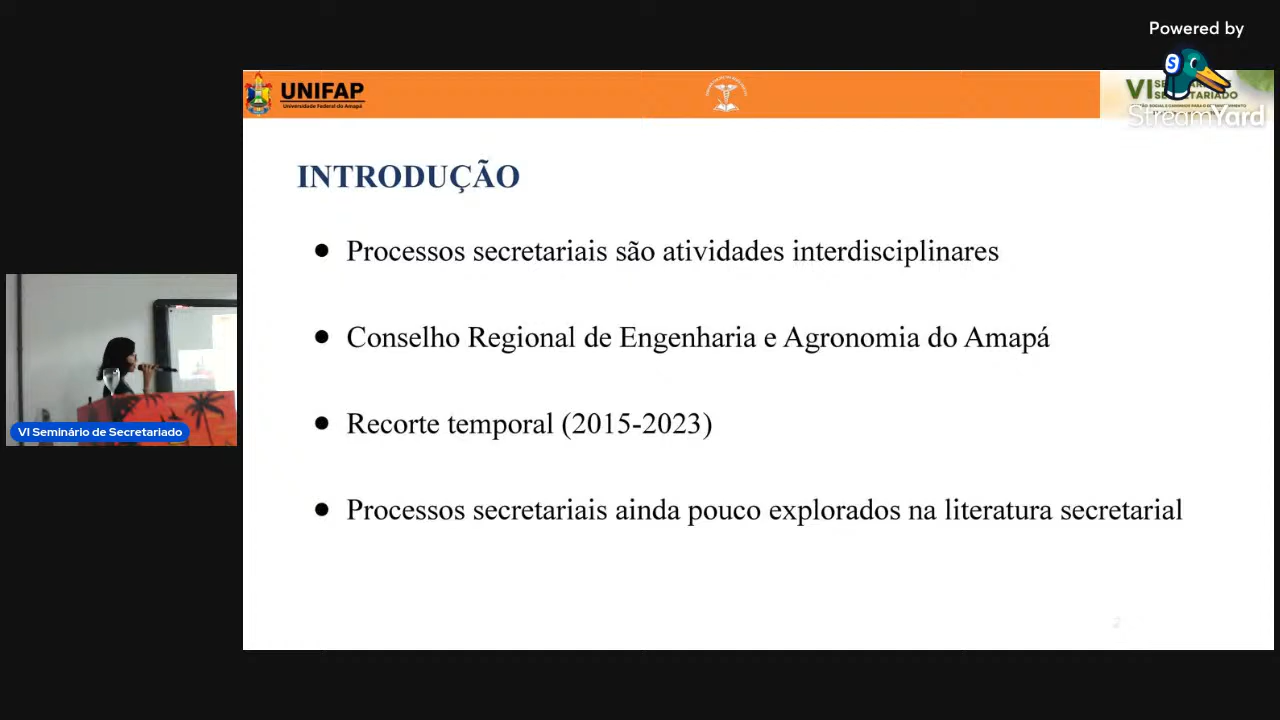 Powered by
StreamYard
UNIFAP
Universidade Federal do Amapá
VI
INTRODUÇÃO
● Processos secretariais são atividades interdisciplinares
● Conselho Regional de Engenharia e Agronomia do Amapá
● Recorte temporal (2015-2023)
● Processos secretariais ainda pouco explorados na literatura secretarial
VI Seminário de Secretariado